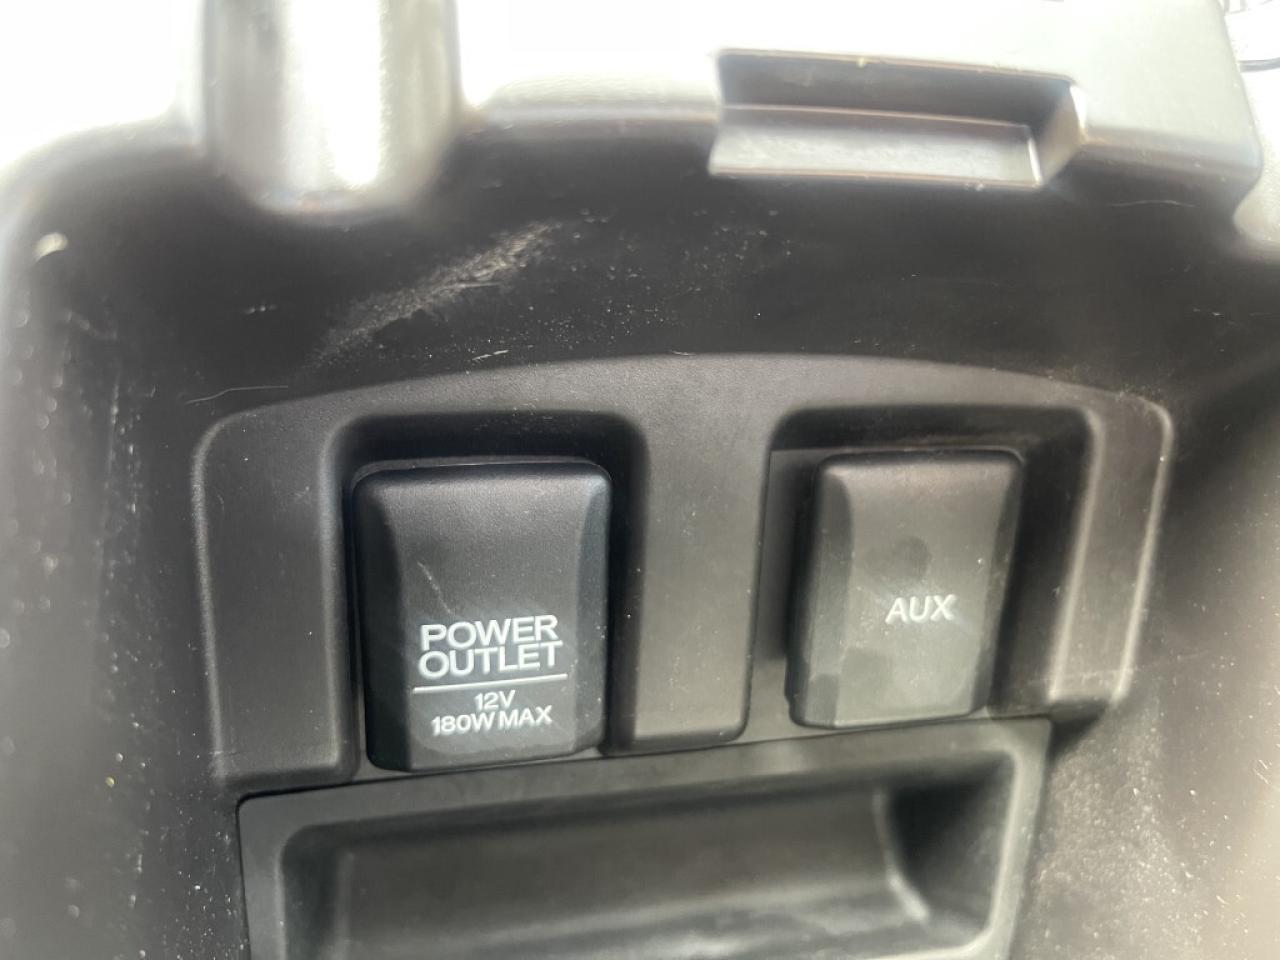 POWER
OUTLET
12V
180W MAX
AUX